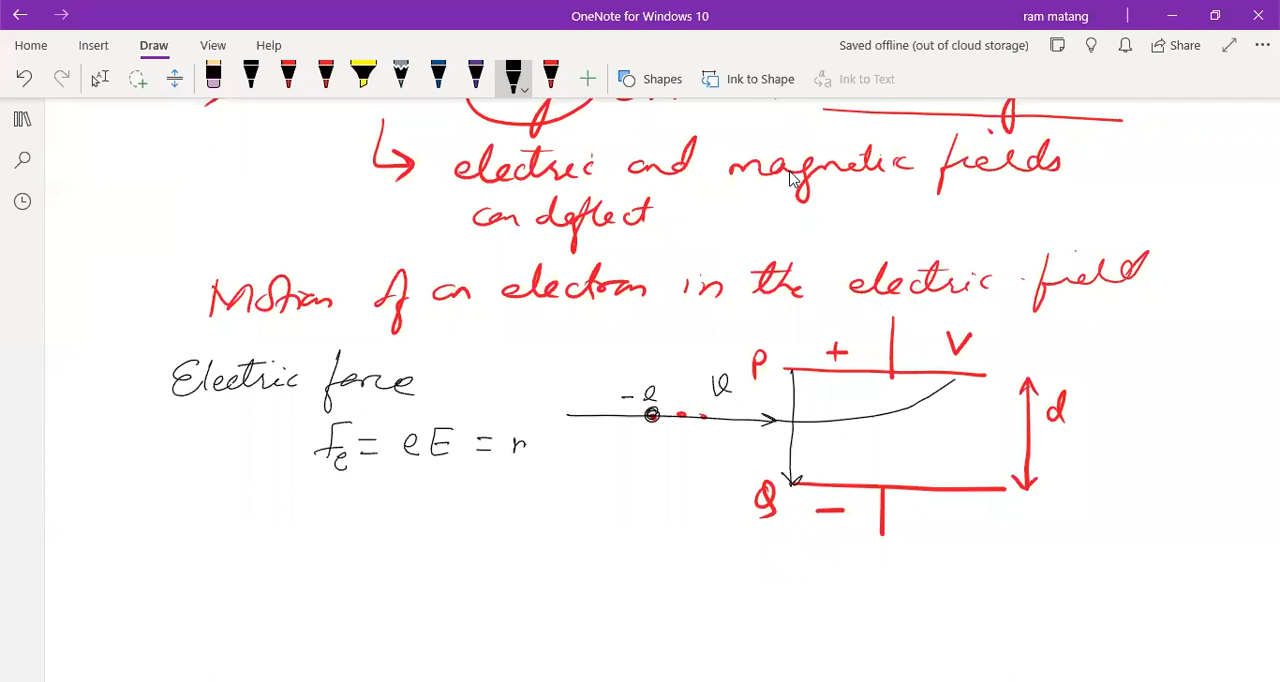 OneNote for Windows 10
ram matang
Home Insert Draw View Help
Saved offline (out of cloud storage)
Share
Shapes
Ink to Shape
Ink to Text
electric and magnetic fields
can deflect
Motion of an electron in the electric field
Electric force
P + V
-e v
d
Fe = eE = m
Q -